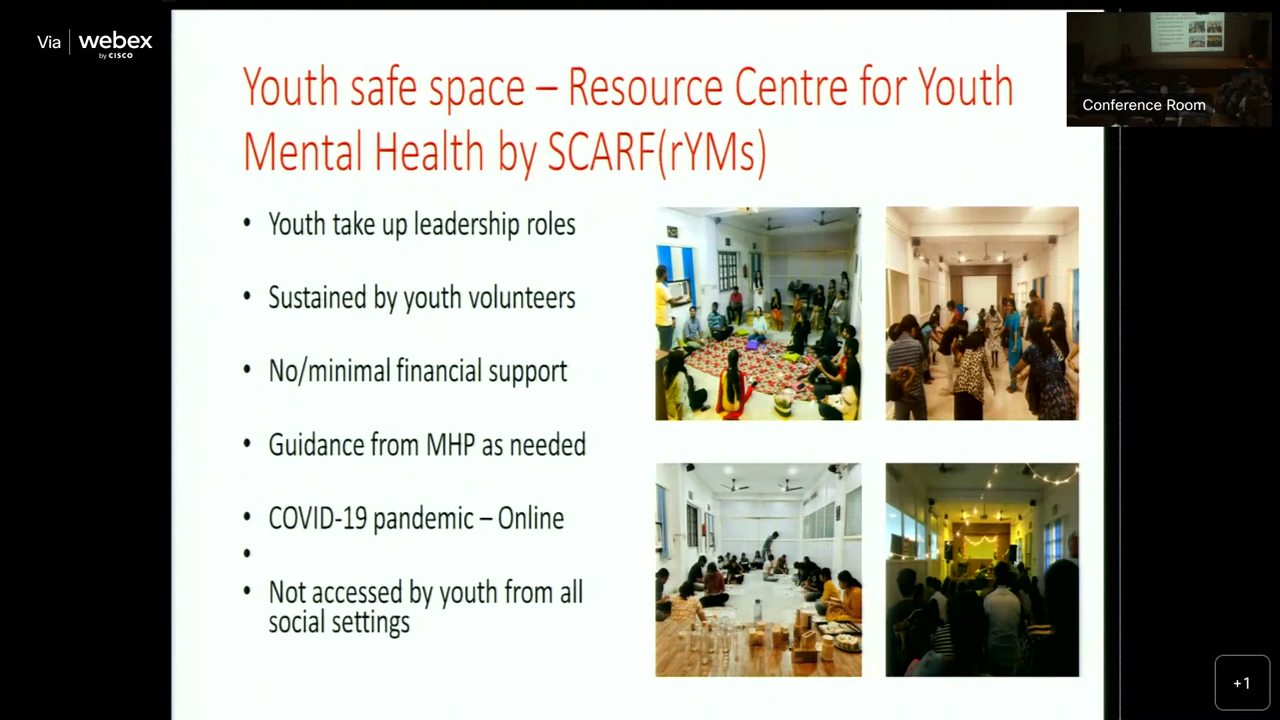 Via webex
by CISCO
Conference Room
Youth safe space – Resource Centre for Youth
Mental Health by SCARF(rYMs)
• Youth take up leadership roles
• Sustained by youth volunteers
• No/minimal financial support
• Guidance from MHP as needed
• COVID-19 pandemic – Online
•
• Not accessed by youth from all
social settings
+1